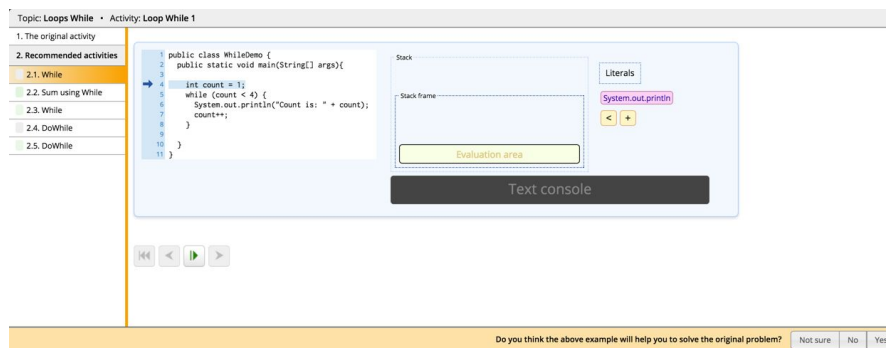 Topic: Loops While • Activity: Loop While 1
1. The original activity
2. Recommended activities
2.1. While
2.2. Sum using While
2.3. While
2.4. DoWhile
2.5. DoWhile
1 public class WhileDemo {
2 public static void main(String[] args){
3
4 int count = 1;
5 while (count < 4) {
6 System.out.println("Count is: " + count);
7 count++;
8 }
9
10 }
11 }
Stack
Stack frame
Evaluation area
Literals
System.out.println
< +
Text console
Do you think the above example will help you to solve the original problem? Not sure No Yes